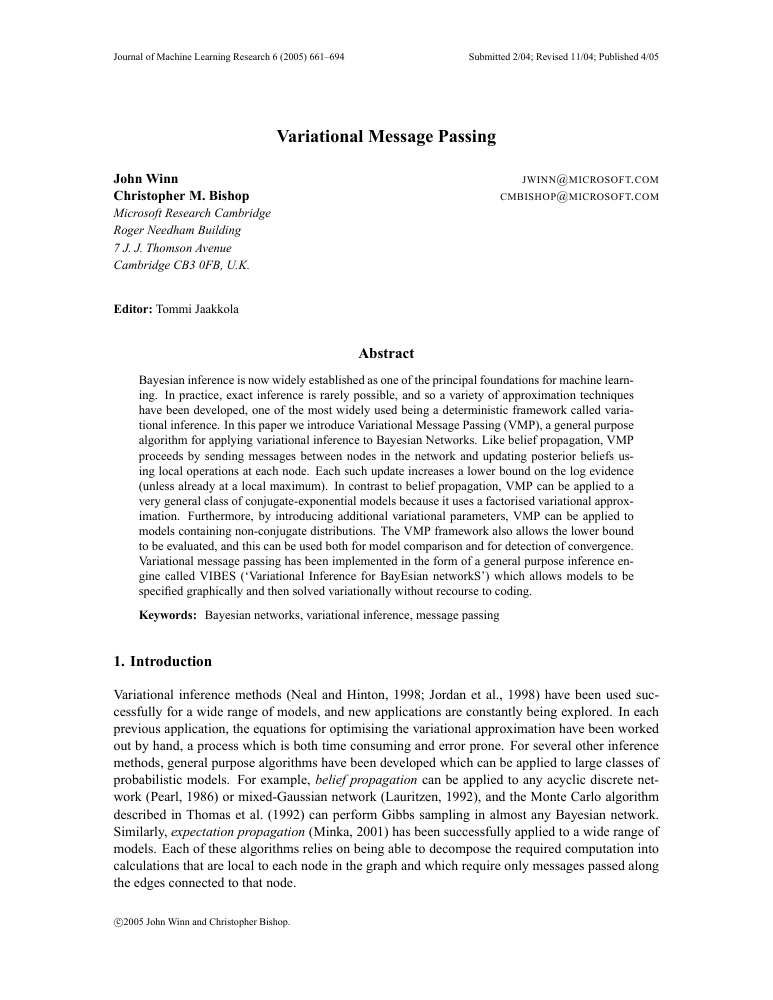 Journal of Machine Learning Research 6 (2005) 661–694 Submitted 2/04; Revised 11/04; Published 4/05
Variational Message Passing
John Winn JWINN@MICROSOFT.COM
Christopher M. Bishop CMBISHOP@MICROSOFT.COM
Microsoft Research Cambridge
Roger Needham Building
7 J. J. Thomson Avenue
Cambridge CB3 0FB, U.K.
Editor: Tommi Jaakkola
Abstract
Bayesian inference is now widely established as one of the principal foundations for machine learn-
ing. In practice, exact inference is rarely possible, and so a variety of approximation techniques
have been developed, one of the most widely used being a deterministic framework called varia-
tional inference. In this paper we introduce Variational Message Passing (VMP), a general purpose
algorithm for applying variational inference to Bayesian Networks. Like belief propagation, VMP
proceeds by sending messages between nodes in the network and updating posterior beliefs us-
ing local operations at each node. Each such update increases a lower bound on the log evidence
(unless already at a local maximum). In contrast to belief propagation, VMP can be applied to a
very general class of conjugate-exponential models because it uses a factorised variational approx-
imation. Furthermore, by introducing additional variational parameters, VMP can be applied to
models containing non-conjugate distributions. The VMP framework also allows the lower bound
to be evaluated, and this can be used both for model comparison and for detection of convergence.
Variational message passing has been implemented in the form of a general purpose inference en-
gine called VIBES (‘Variational Inference for BayEsian networkS’) which allows models to be
specified graphically and then solved variationally without recourse to coding.
Keywords: Bayesian networks, variational inference, message passing
1. Introduction
Variational inference methods (Neal and Hinton, 1998; Jordan et al., 1998) have been used suc-
cessfully for a wide range of models, and new applications are constantly being explored. In each
previous application, the equations for optimising the variational approximation have been worked
out by hand, a process which is both time consuming and error prone. For several other inference
methods, general purpose algorithms have been developed which can be applied to large classes of
probabilistic models. For example, belief propagation can be applied to any acyclic discrete net-
work (Pearl, 1986) or mixed-Gaussian network (Lauritzen, 1992), and the Monte Carlo algorithm
described in Thomas et al. (1992) can perform Gibbs sampling in almost any Bayesian network.
Similarly, expectation propagation (Minka, 2001) has been successfully applied to a wide range of
models. Each of these algorithms relies on being able to decompose the required computation into
calculations that are local to each node in the graph and which require only messages passed along
the edges connected to that node.
©2005 John Winn and Christopher Bishop.